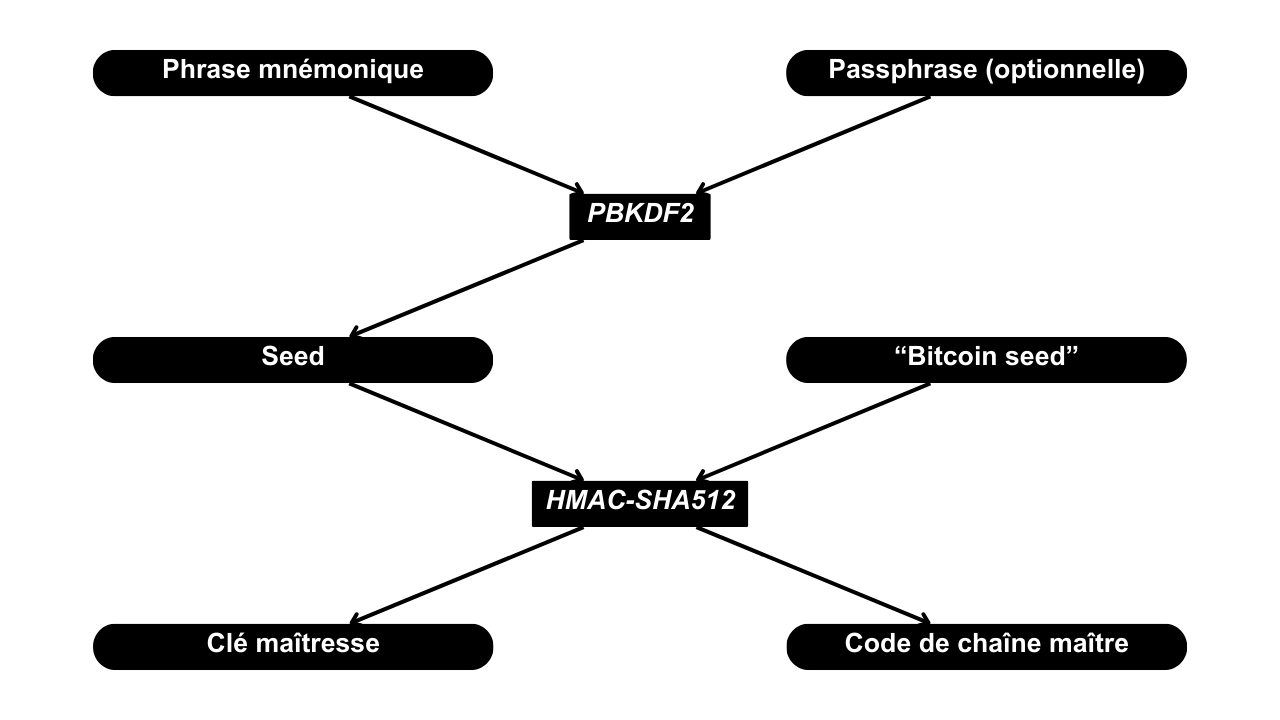 Phrase mnémonique
Passphrase (optionnelle)
PBKDF2
Seed
“Bitcoin seed”
HMAC-SHA512
Clé maîtresse
Code de chaîne maître